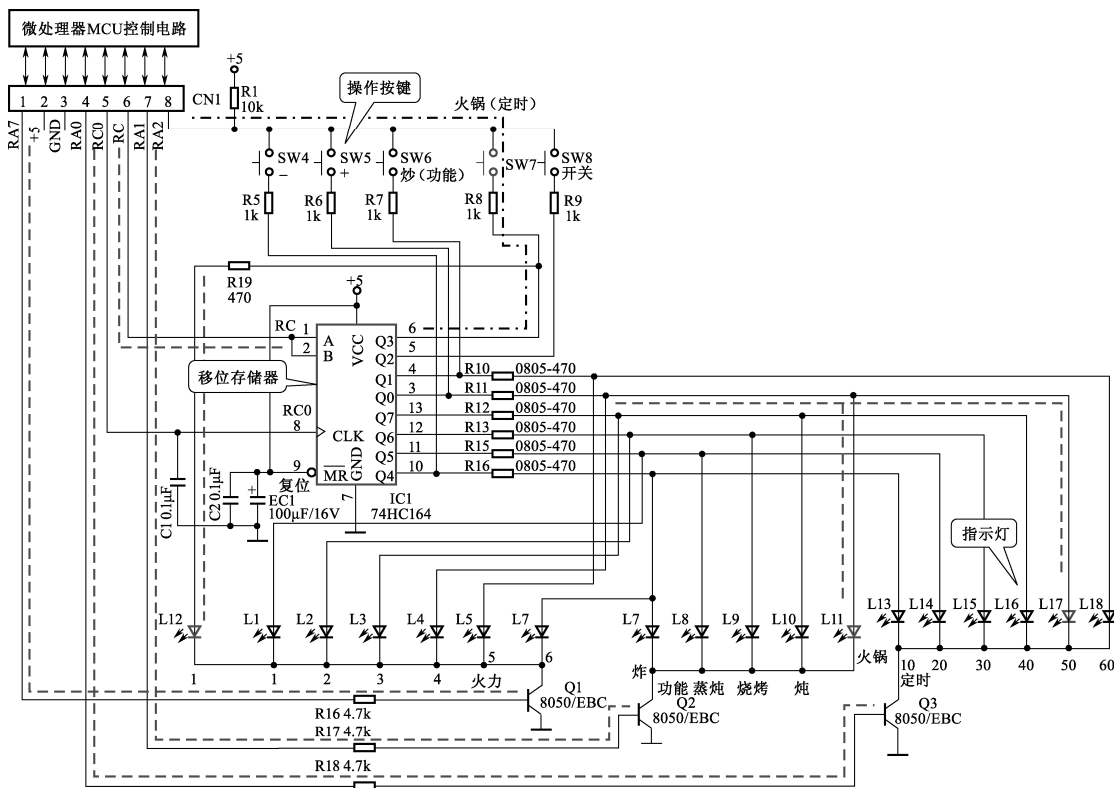 微处理器MCU控制电路
1 2 3 4 5 6 7 8
CN1
RA7
+5
GND
RA0
RC0
RC
RA1
RA2
+5
R1
10k
操作按键
火锅(定时)
SW4
−
SW5
+
SW6
炒(功能)
SW7
SW8
开关
R5
1k
R6
1k
R7
1k
R8
1k
R9
1k
R19
470
+5
RC
1
2
A
B
VCC
Q3
6
Q2
5
Q1
4
Q0
3
Q7
13
Q6
12
Q5
11
Q4
10
移位存储器
RC0
8
CLK
9
MR
GND
7
复位
IC1
74HC164
R10 0805-470
R11 0805-470
R12 0805-470
R13 0805-470
R15 0805-470
R16 0805-470
C1 0.1μF
C2 0.1μF
+
EC1
100μF/16V
指示灯
L12 L1 L2 L3 L4 L5 L7
L7 L8 L9 L10 L11
L13 L14 L15 L16 L17 L18
1 1 2 3 4 5 6
火力
炸 功能 蒸炖 烧烤 炖 火锅
10 20 30 40 50 60
定时
Q1
8050/EBC
Q2
8050/EBC
Q3
8050/EBC
R16 4.7k
R17 4.7k
R18 4.7k